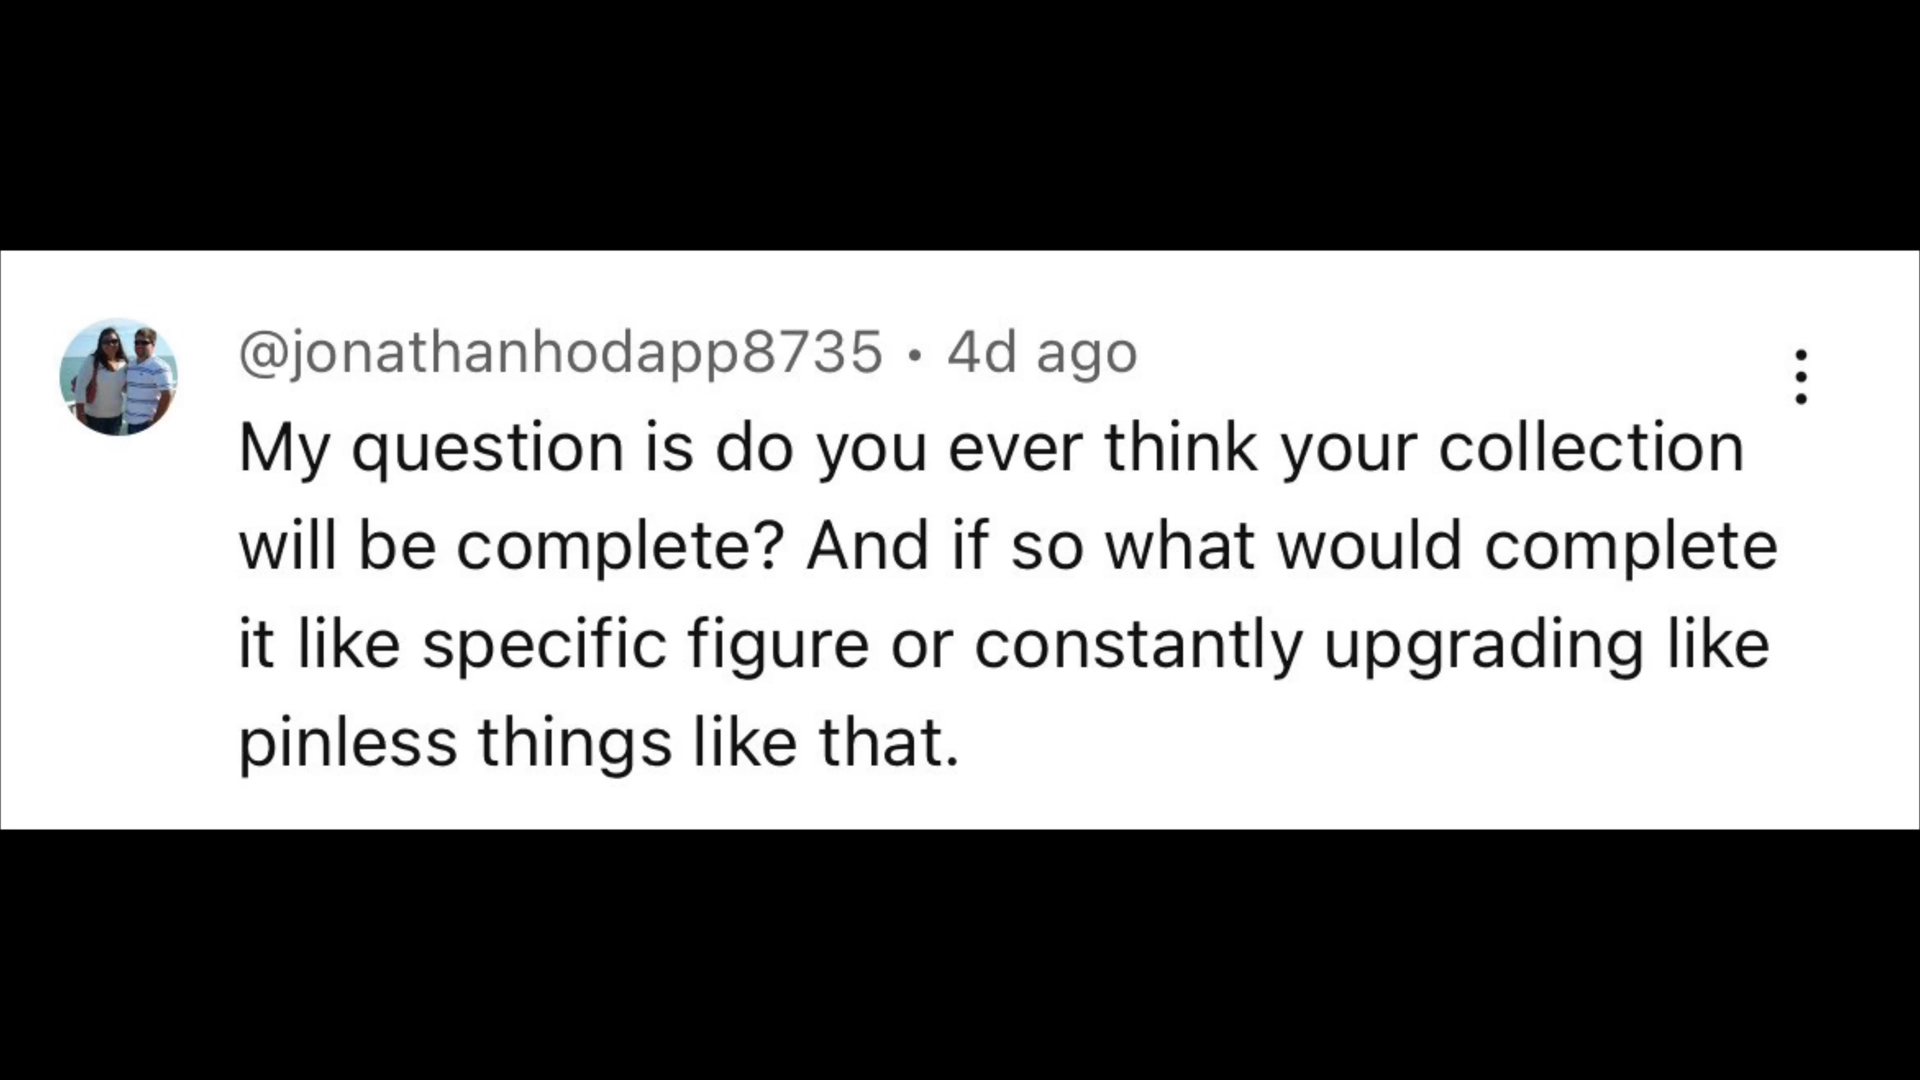 @jonathanhodapp8735 • 4d ago
My question is do you ever think your collection
will be complete? And if so what would complete
it like specific figure or constantly upgrading like
pinless things like that.